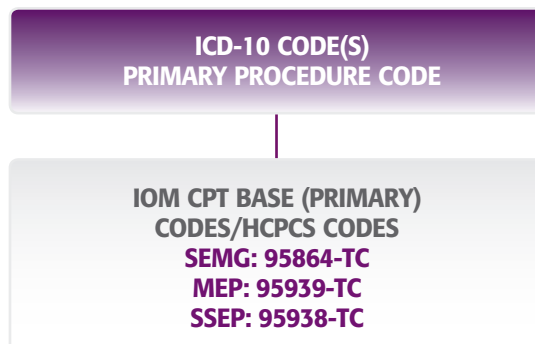 ICD-10 CODE(S)
PRIMARY PROCEDURE CODE
IOM CPT BASE (PRIMARY)
CODES/HCPCS CODES
SEMG: 95864-TC
MEP: 95939-TC
SSEP: 95938-TC